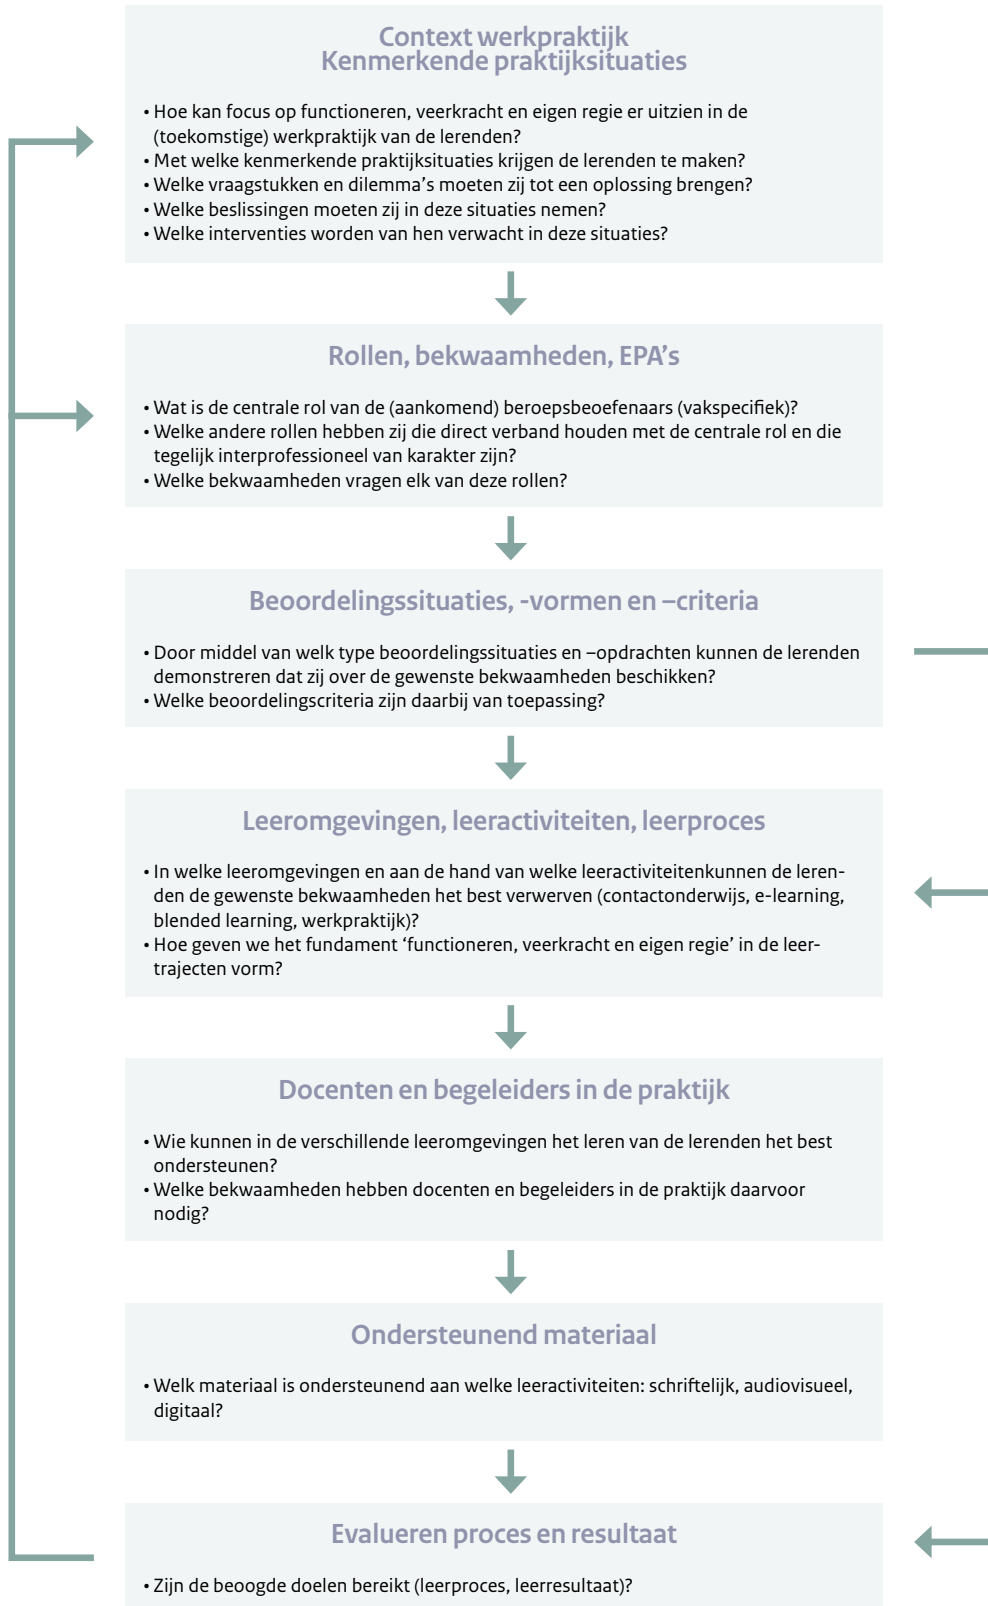 Context werkpraktijk
Kenmerkende praktijksituaties
• Hoe kan focus op functioneren, veerkracht en eigen regie er uitzien in de
(toekomstige) werkpraktijk van de lerenden?
• Met welke kenmerkende praktijksituaties krijgen de lerenden te maken?
• Welke vraagstukken en dilemma’s moeten zij tot een oplossing brengen?
• Welke beslissingen moeten zij in deze situaties nemen?
• Welke interventies worden van hen verwacht in deze situaties?
Rollen, bekwaamheden, EPA’s
• Wat is de centrale rol van de (aankomend) beroepsbeoefenaars (vakspecifiek)?
• Welke andere rollen hebben zij die direct verband houden met de centrale rol en die
tegelijk interprofessioneel van karakter zijn?
• Welke bekwaamheden vragen elk van deze rollen?
Beoordelingssituaties, -vormen en –criteria
• Door middel van welk type beoordelingssituaties en –opdrachten kunnen de lerenden
demonstreren dat zij over de gewenste bekwaamheden beschikken?
• Welke beoordelingscriteria zijn daarbij van toepassing?
Leeromgevingen, leeractiviteiten, leerproces
• In welke leeromgevingen en aan de hand van welke leeractiviteitenkunnen de leren-
den de gewenste bekwaamheden het best verwerven (contactonderwijs, e-learning,
blended learning, werkpraktijk)?
• Hoe geven we het fundament ‘functioneren, veerkracht en eigen regie’ in de leer-
trajecten vorm?
Docenten en begeleiders in de praktijk
• Wie kunnen in de verschillende leeromgevingen het leren van de lerenden het best
ondersteunen?
• Welke bekwaamheden hebben docenten en begeleiders in de praktijk daarvoor
nodig?
Ondersteunend materiaal
• Welk materiaal is ondersteunend aan welke leeractiviteiten: schriftelijk, audiovisueel,
digitaal?
Evalueren proces en resultaat
• Zijn de beoogde doelen bereikt (leerproces, leerresultaat)?